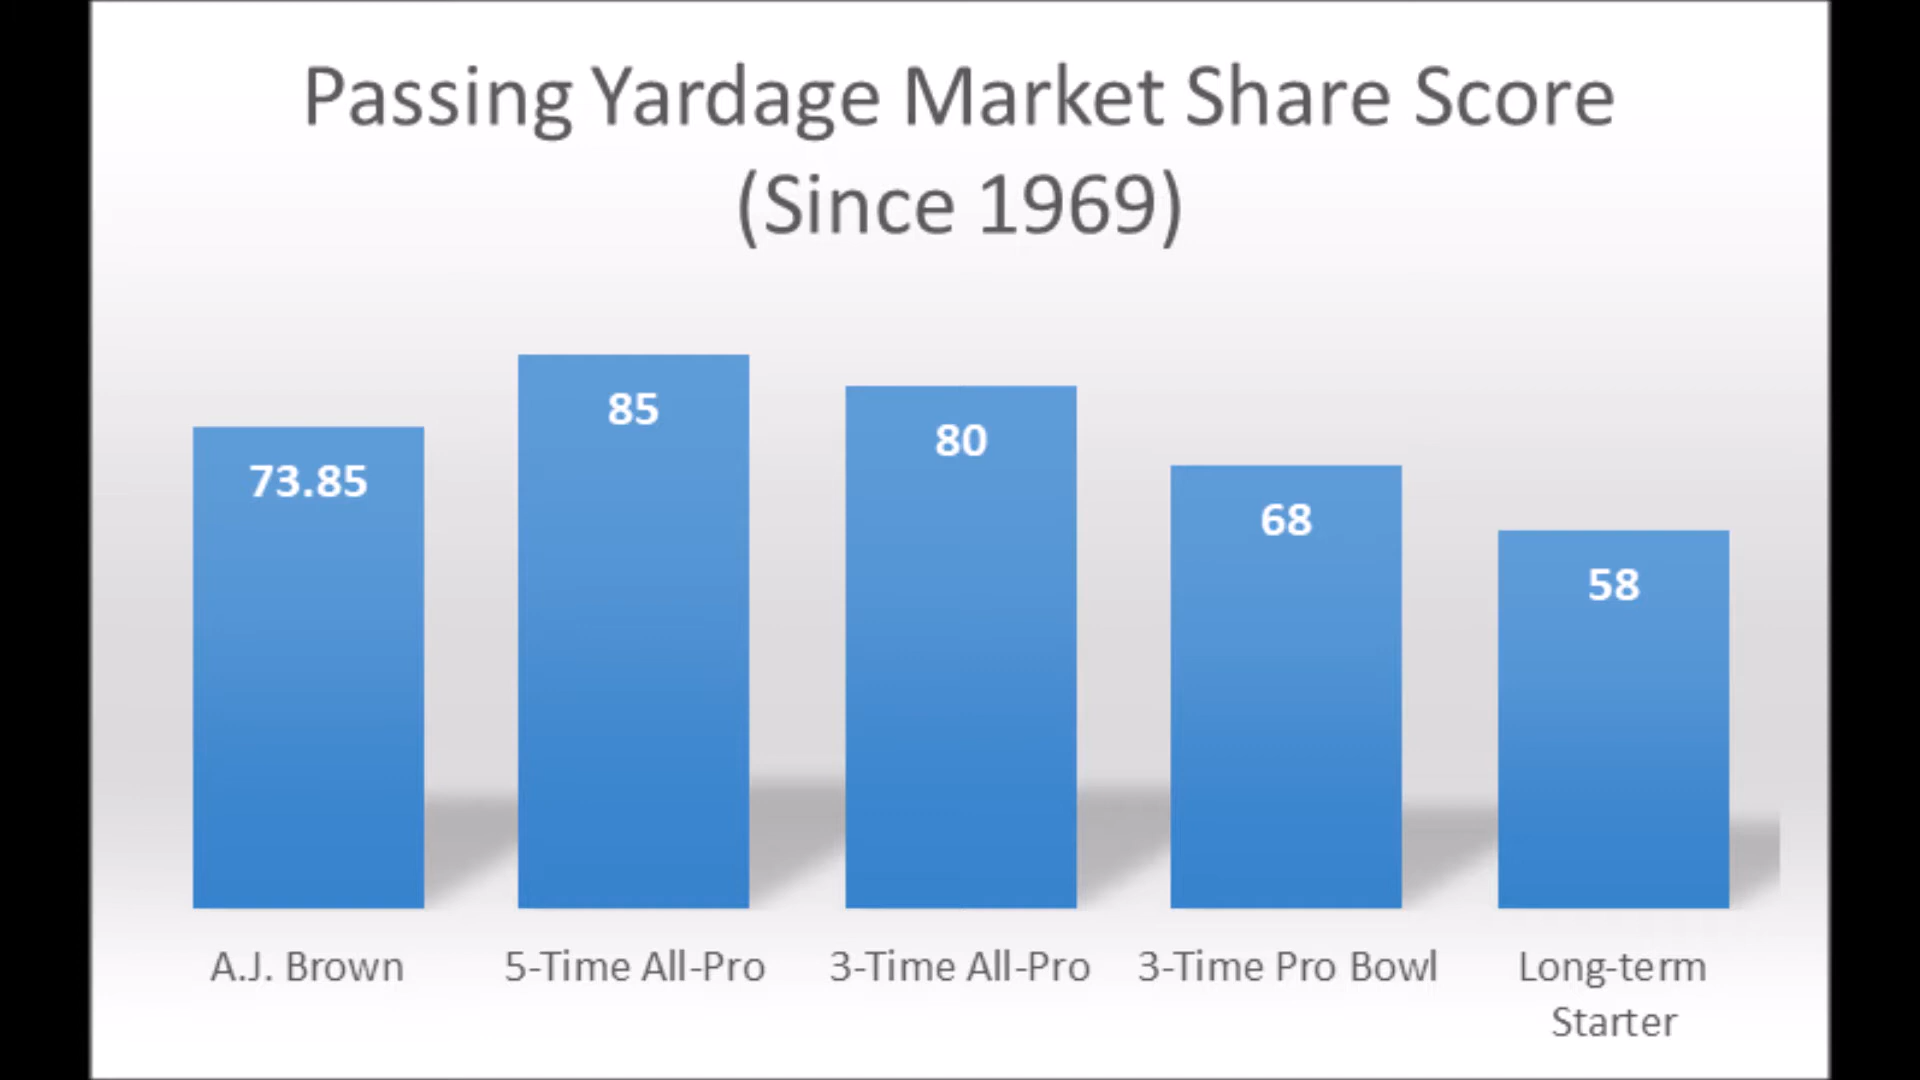 Passing Yardage Market Share Score
(Since 1969)
73.85
85
80
68
58
A.J. Brown
5-Time All-Pro
3-Time All-Pro
3-Time Pro Bowl
Long-term
Starter